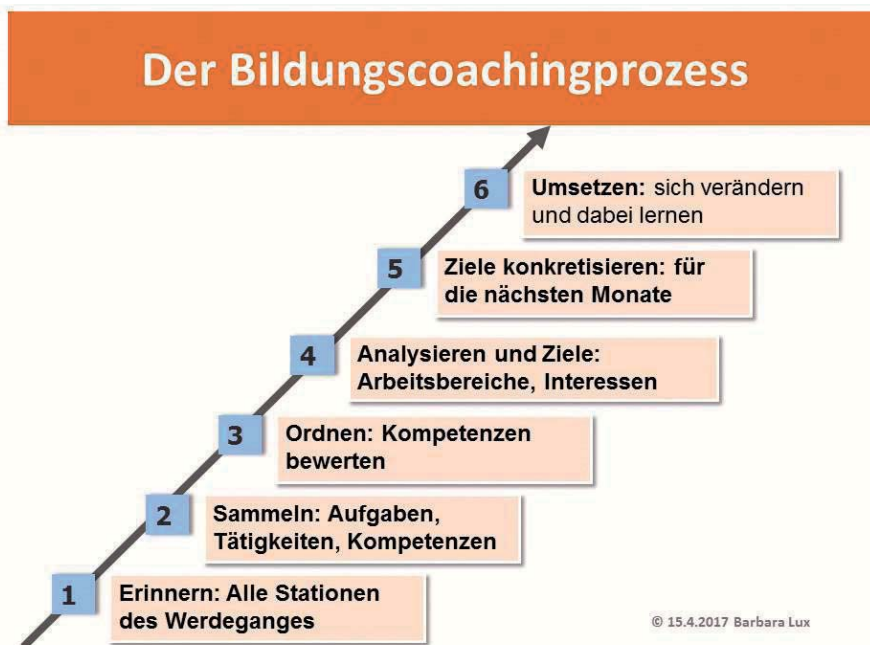 Der Bildungscoachingprozess
6
Umsetzen: sich verändern
und dabei lernen
5
Ziele konkretisieren: für
die nächsten Monate
4
Analysieren und Ziele:
Arbeitsbereiche, Interessen
3
Ordnen: Kompetenzen
bewerten
2
Sammeln: Aufgaben,
Tätigkeiten, Kompetenzen
1
Erinnern: Alle Stationen
des Werdeganges
© 15.4.2017 Barbara Lux